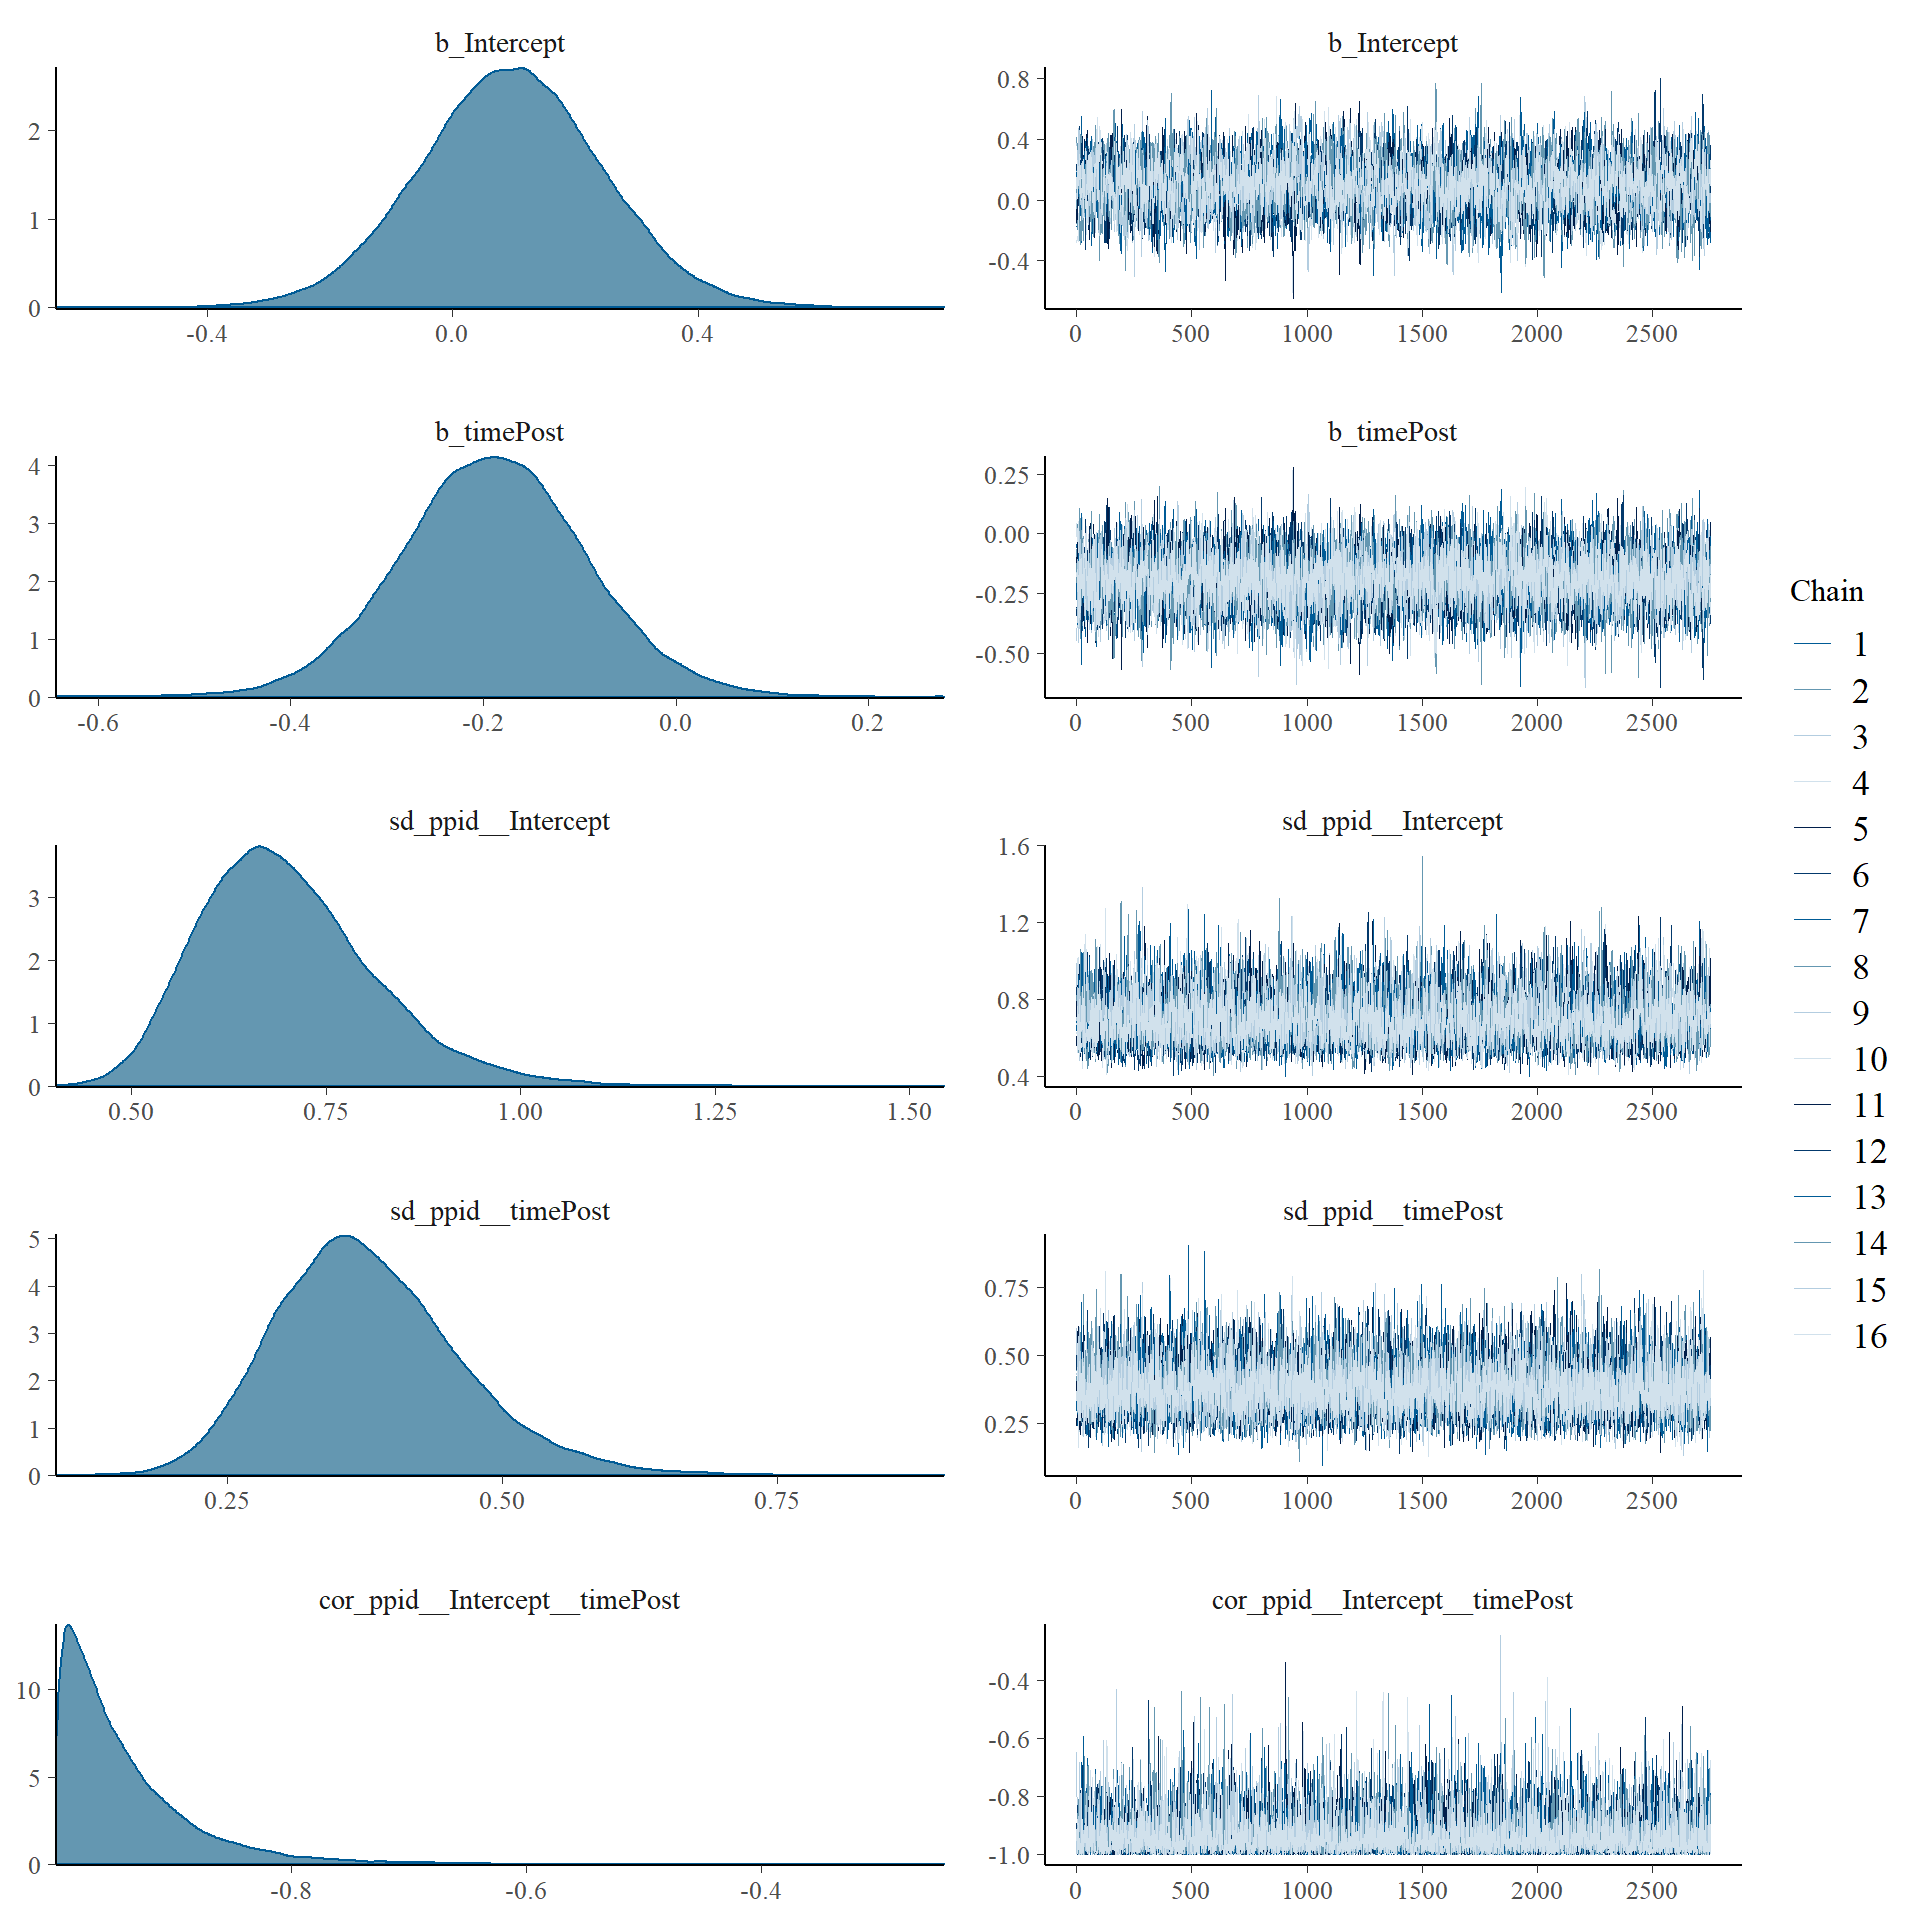 b_Intercept
2
1
0
-0.4 0.0 0.4
b_Intercept
0.8
0.4
0.0
-0.4
0 500 1000 1500 2000 2500
b_timePost
4
3
2
1
0
-0.6 -0.4 -0.2 0.0 0.2
b_timePost
0.25
0.00
-0.25
-0.50
0 500 1000 1500 2000 2500
sd_ppid__Intercept
3
2
1
0
0.50 0.75 1.00 1.25 1.50
sd_ppid__Intercept
1.6
1.2
0.8
0.4
0 500 1000 1500 2000 2500
sd_ppid__timePost
5
4
3
2
1
0
0.25 0.50 0.75
sd_ppid__timePost
0.75
0.50
0.25
0 500 1000 1500 2000 2500
cor_ppid__Intercept__timePost
10
5
0
-0.8 -0.6 -0.4
cor_ppid__Intercept__timePost
-0.4
-0.6
-0.8
-1.0
0 500 1000 1500 2000 2500
Chain
1
2
3
4
5
6
7
8
9
10
11
12
13
14
15
16